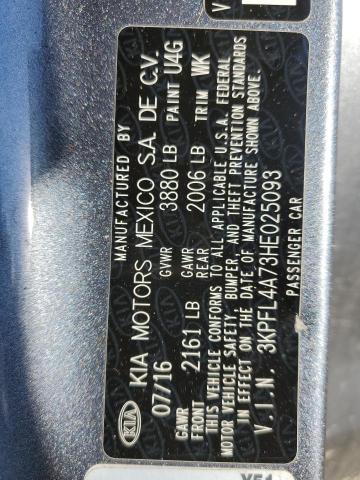 MANUFACTURED BY
KIA KIA MOTORS MEXICO S.A. DE C.V.
07/16 GVWR 3880 LB PAINT U4G
GAWR FRONT 2161 LB GAWR REAR 2006 LB TRIM WK
THIS VEHICLE CONFORMS TO ALL APPLICABLE U.S.A. FEDERAL
MOTOR VEHICLE SAFETY, BUMPER, AND THEFT PREVENTION STANDARDS
IN EFFECT ON THE DATE OF MANUFACTURE SHOWN ABOVE.
V.I.N. 3KPFL4A73HE025093
PASSENGER CAR
V